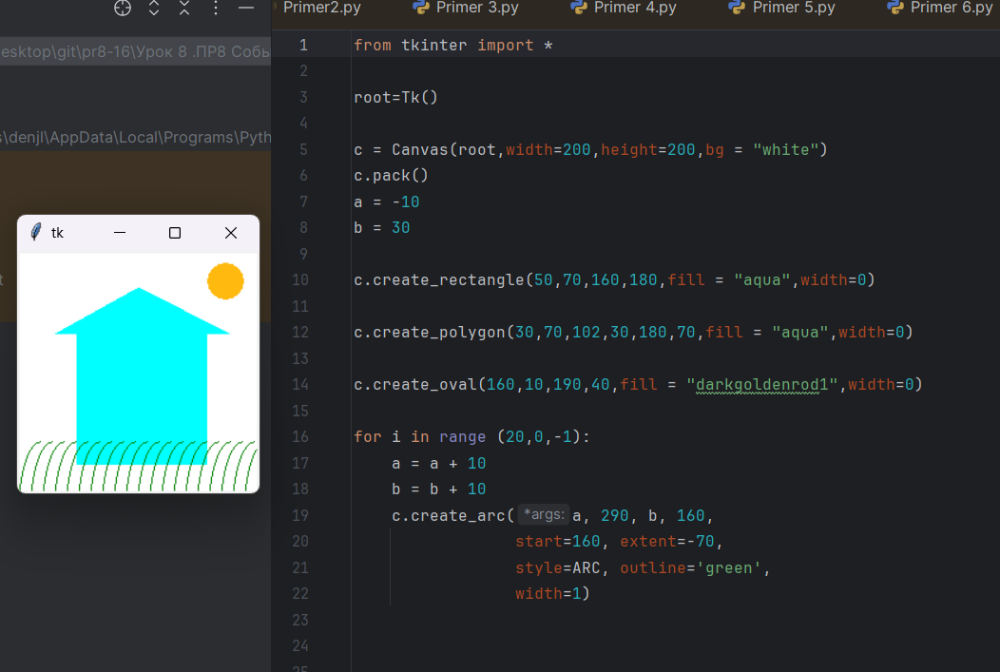 Primer2.py
Primer 3.py
Primer 4.py
Primer 5.py
Primer 6.py
esktop\git\pr8-16\Урок 8 .ПР8 Собы
s\denjl\AppData\Local\Programs\Pyth
t
tk
1 from tkinter import *
2
3 root=Tk()
4
5 c = Canvas(root,width=200,height=200,bg = "white")
6 c.pack()
7 a = -10
8 b = 30
9
10 c.create_rectangle(50,70,160,180,fill = "aqua",width=0)
11
12 c.create_polygon(30,70,102,30,180,70,fill = "aqua",width=0)
13
14 c.create_oval(160,10,190,40,fill = "darkgoldenrod1",width=0)
15
16 for i in range (20,0,-1):
17     a = a + 10
18     b = b + 10
19     c.create_arc( *args: a, 290, b, 160,
20                  start=160, extent=-70,
21                  style=ARC, outline='green',
22                  width=1)
23
24
25